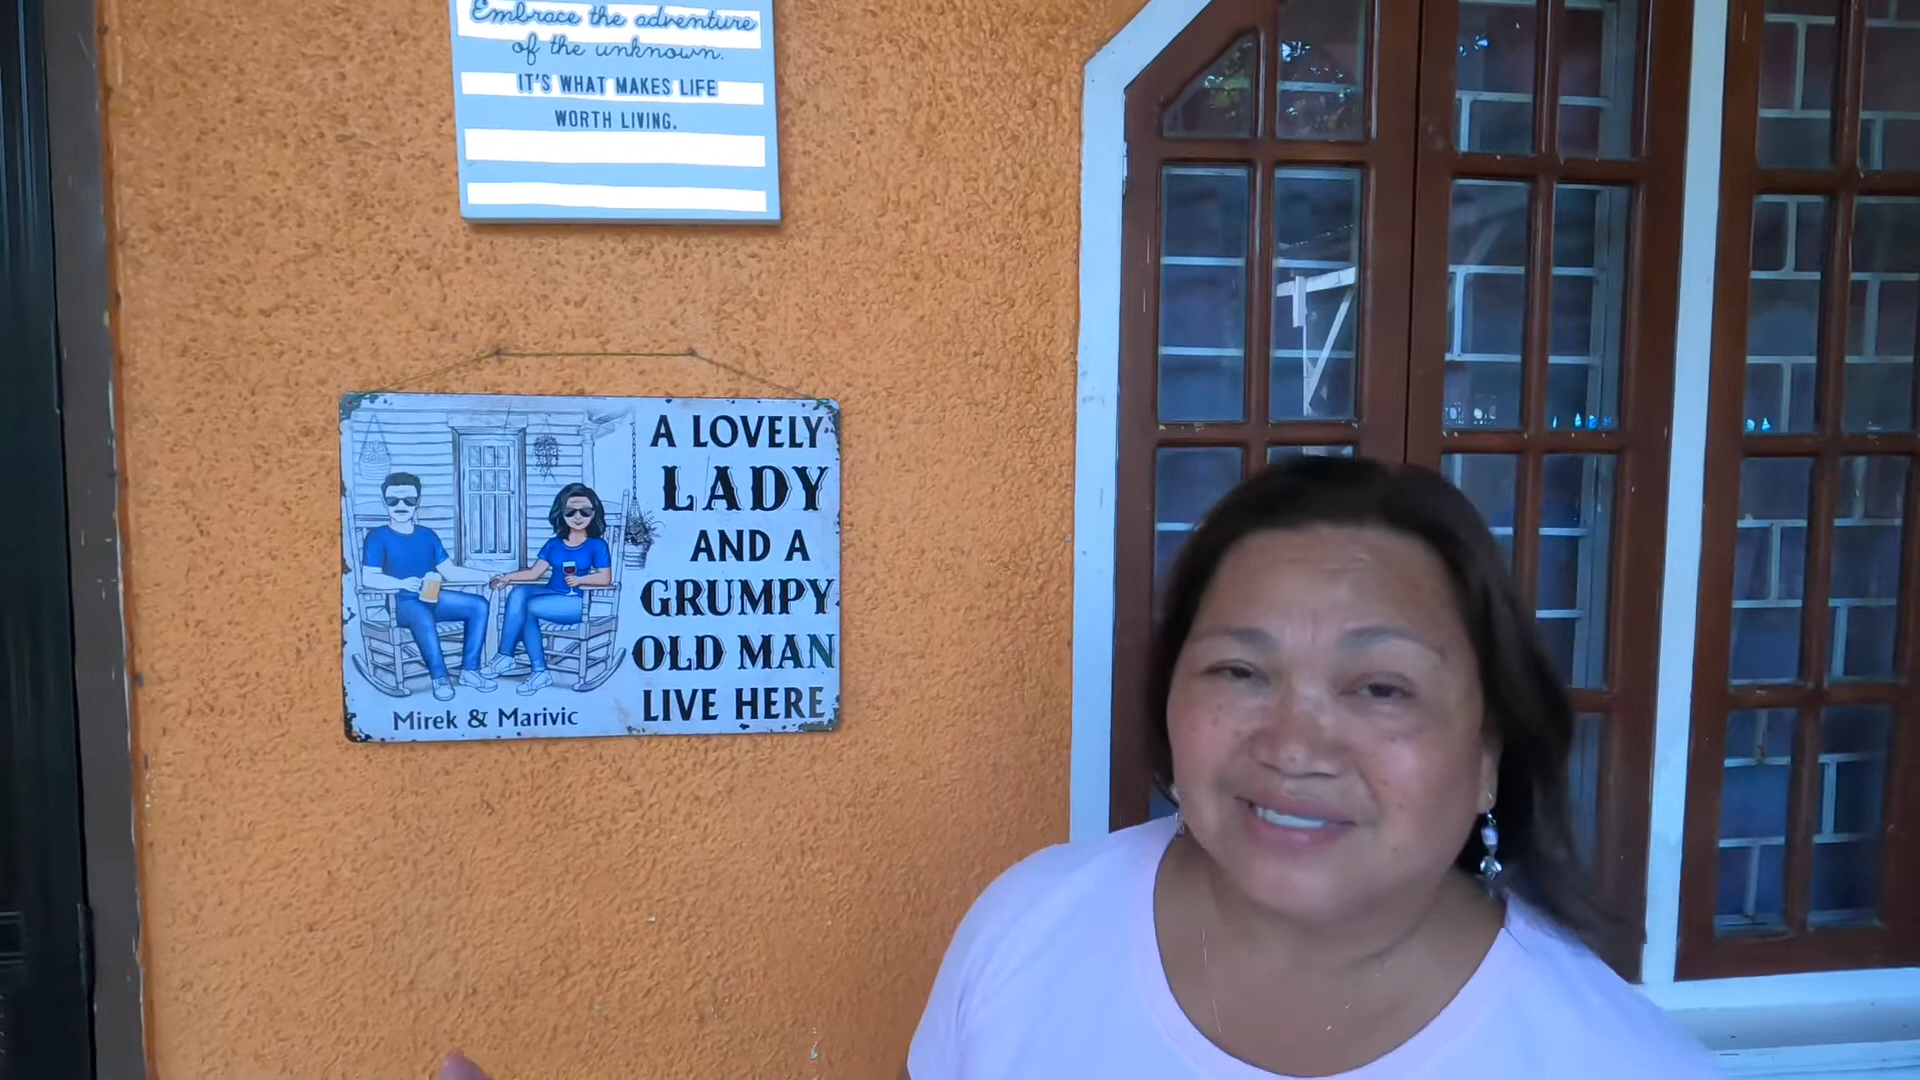 Embrace the adventure
of the unknown.
IT'S WHAT MAKES LIFE
WORTH LIVING.
A LOVELY
LADY
AND A
GRUMPY
OLD MAN
LIVE HERE
Mirek & Marivic